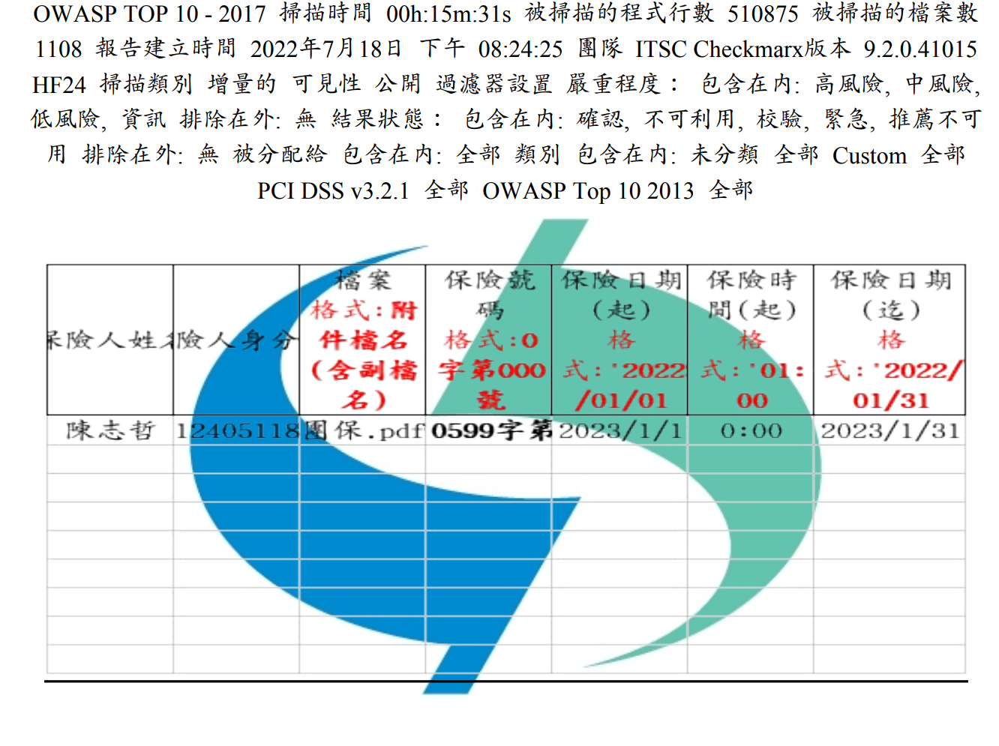 OWASP TOP 10 - 2017 掃描時間 00h:15m:31s 被掃描的程式行數 510875 被掃描的檔案數
1108 報告建立時間 2022年7月18日 下午 08:24:25 團隊 ITSC Checkmarx版本 9.2.0.41015
HF24 掃描類別 增量的 可見性 公開 過濾器設置 嚴重程度： 包含在內: 高風險, 中風險,
低風險, 資訊 排除在外: 無 結果狀態： 包含在內: 確認, 不可利用, 校驗, 緊急, 推薦不可
用 排除在外: 無 被分配給 包含在內: 全部 類別 包含在內: 未分類 全部 Custom 全部
PCI DSS v3.2.1 全部 OWASP Top 10 2013 全部
保險人姓名
險人身分
檔案
格式:附
件檔名
(含副檔
名)
保險號
碼
格式:0
字第000
號
保險日期
(起)
格
式:'2022
/01/01
保險時
間(起)
格
式:'01:
00
保險日期
(迄)
格
式:'2022/
01/31
陳志哲 12405118 團保.pdf 0599字第 2023/1/1 0:00 2023/1/31